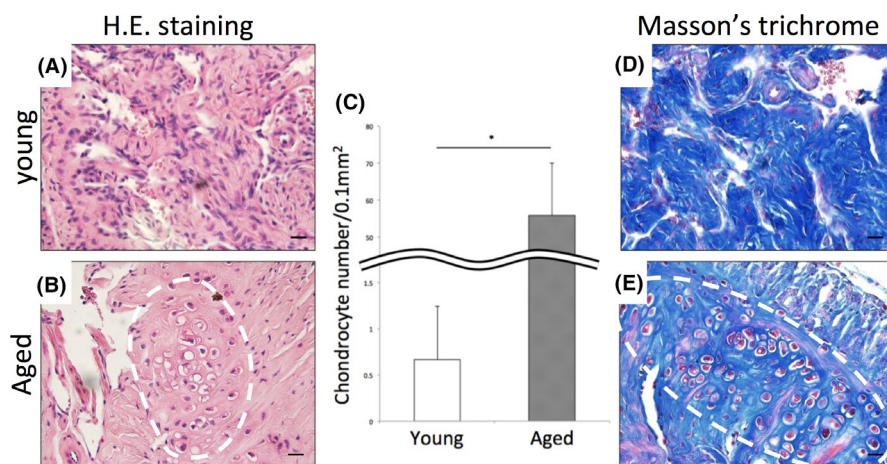 H.E. staining
Masson's trichrome
young
Aged
(A)
(B)
(C)
(D)
(E)
Chondrocyte number/0.1mm²
80
70
60
50
1.5
1
0.5
0
*
Young
Aged